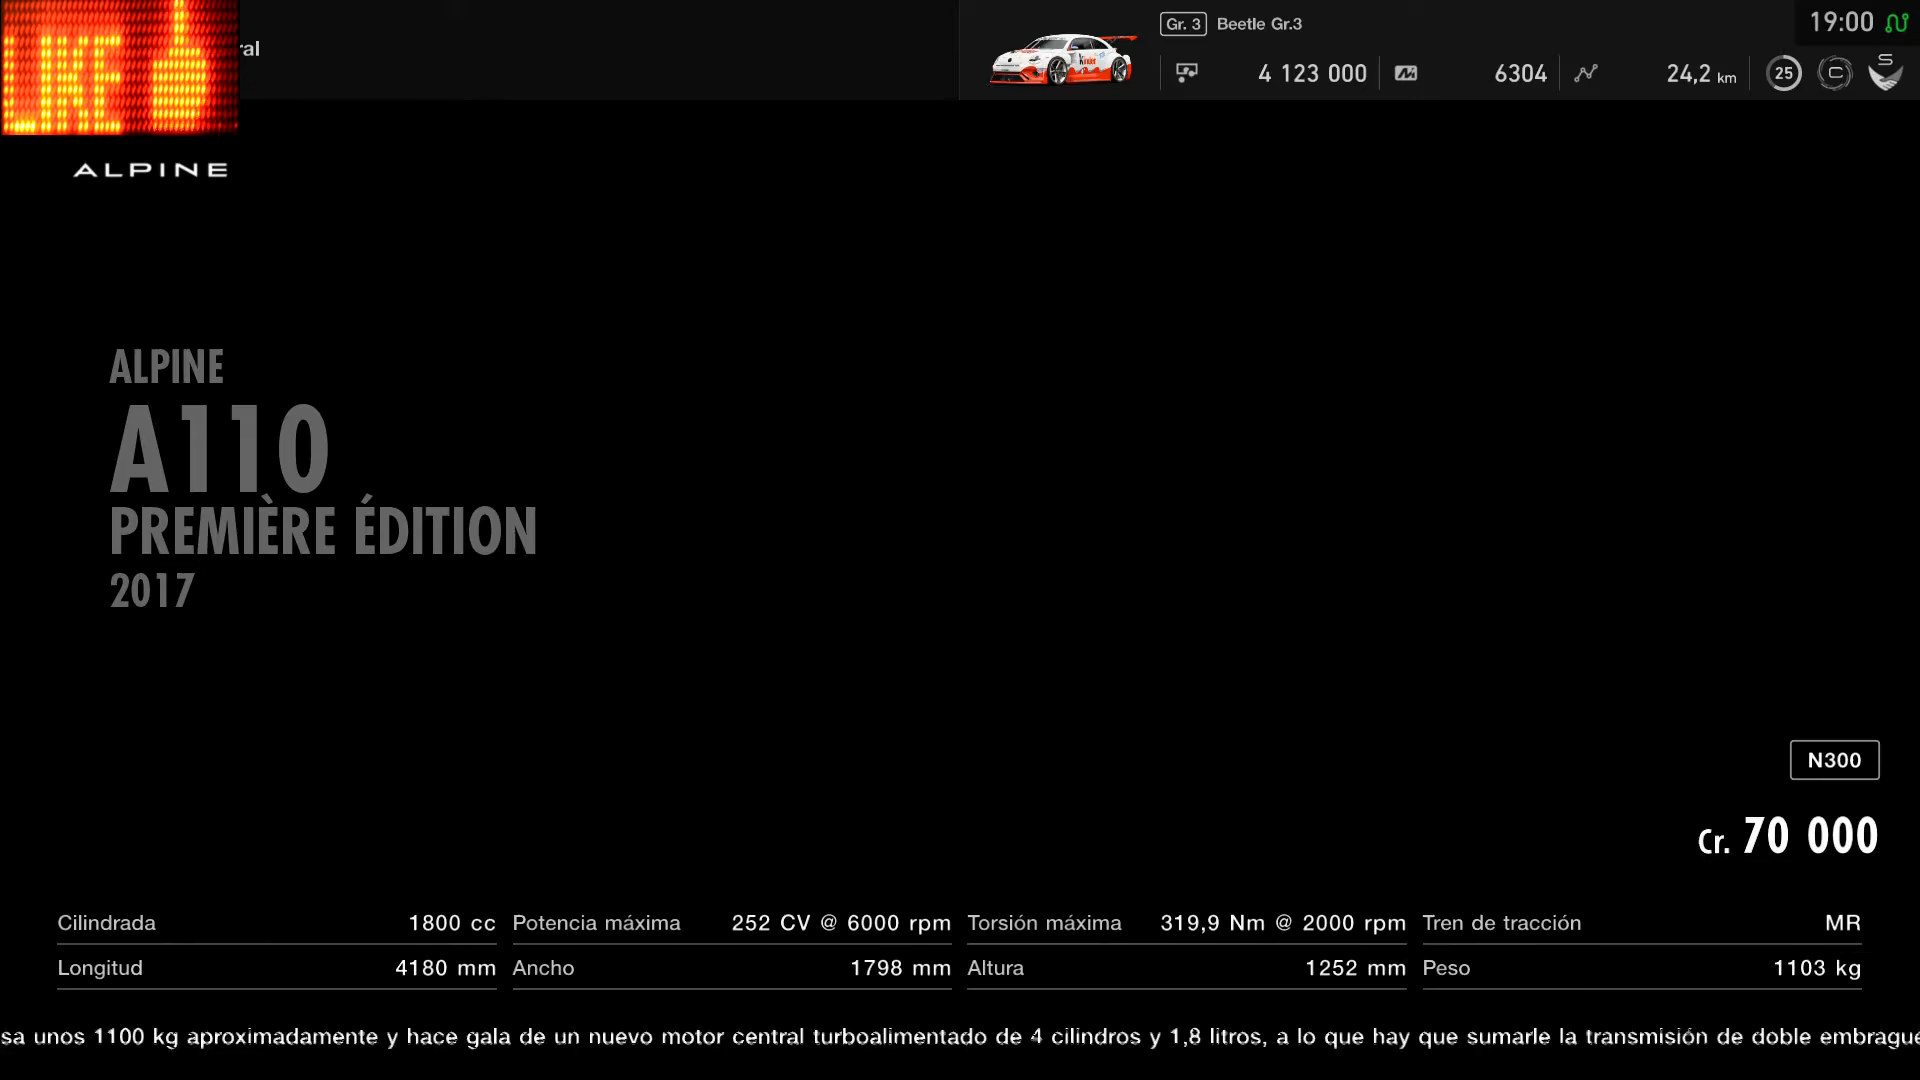 LIKE
ral
Gr. 3 Beetle Gr.3
19:00
4 123 000
6304
24,2 km
25
C
S
ALPINE
ALPINE
A110
PREMIÈRE ÉDITION
2017
N300
Cr. 70 000
Cilindrada 1800 cc Potencia máxima 252 CV @ 6000 rpm Torsión máxima 319,9 Nm @ 2000 rpm Tren de tracción MR
Longitud 4180 mm Ancho 1798 mm Altura 1252 mm Peso 1103 kg
sa unos 1100 kg aproximadamente y hace gala de un nuevo motor central turboalimentado de 4 cilindros y 1,8 litros, a lo que hay que sumarle la transmisión de doble embrague